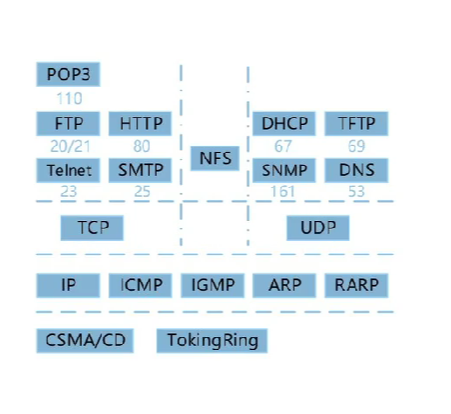 POP3
110
FTP HTTP DHCP TFTP
20/21 80 67 69
NFS
Telnet SMTP SNMP DNS
23 25 161 53
TCP UDP
IP ICMP IGMP ARP RARP
CSMA/CD TokingRing